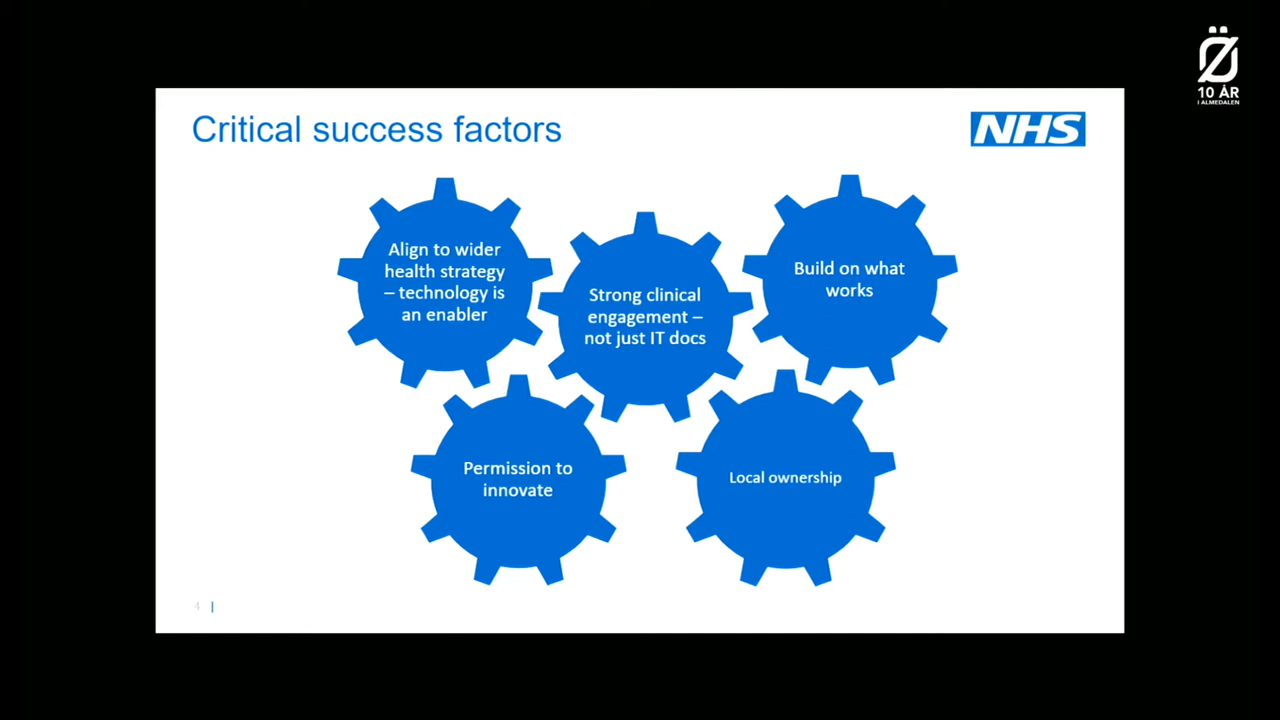 Ö
10 ÅR
I ALMEDALEN
Critical success factors
NHS
Align to wider
health strategy
– technology is
an enabler
Strong clinical
engagement –
not just IT docs
Build on what
works
Permission to
innovate
Local ownership
4 |